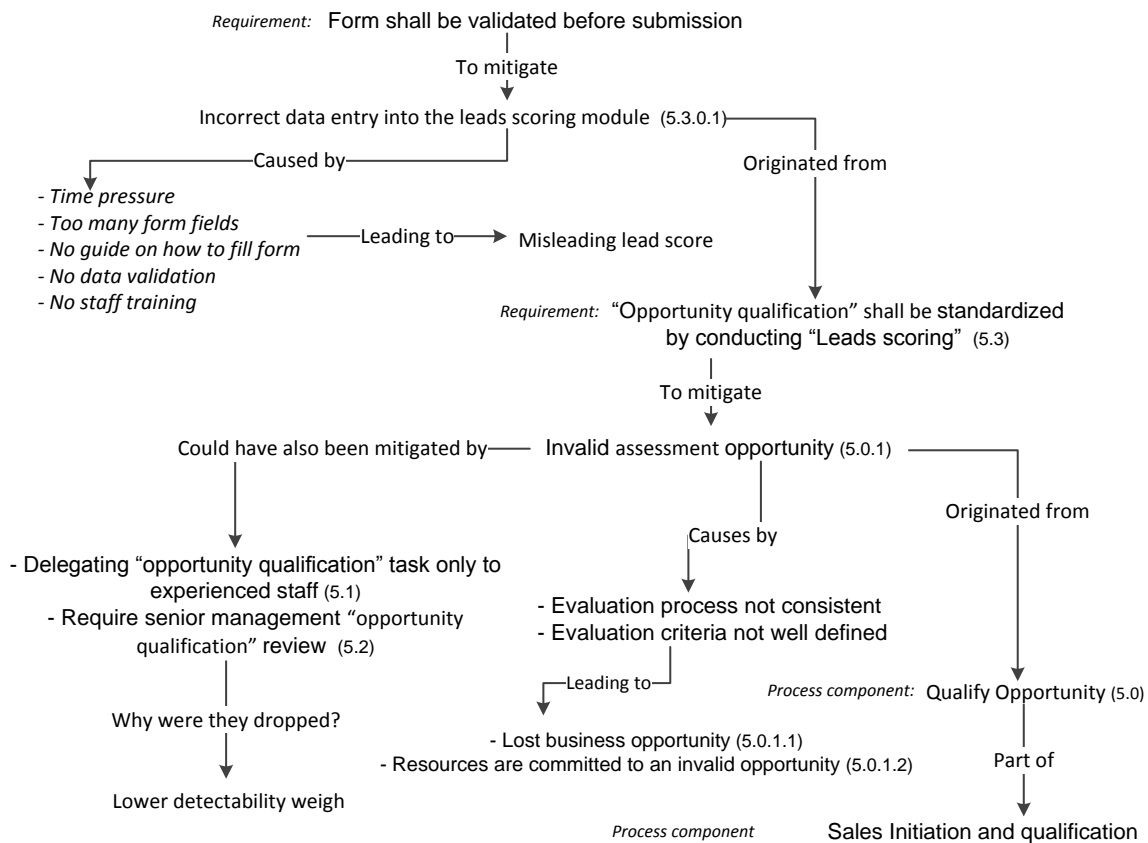 Requirement: Form shall be validated before submission
To mitigate
Incorrect data entry into the leads scoring module (5.3.0.1)
Caused by
Originated from
- Time pressure
- Too many form fields
- No guide on how to fill form
- No data validation
- No staff training
Leading to
Misleading lead score
Requirement: “Opportunity qualification” shall be standardized
by conducting “Leads scoring” (5.3)
To mitigate
Could have also been mitigated by
Invalid assessment opportunity (5.0.1)
Originated from
Causes by
- Delegating “opportunity qualification” task only to
experienced staff (5.1)
- Require senior management “opportunity
qualification” review (5.2)
- Evaluation process not consistent
- Evaluation criteria not well defined
Leading to
Process component: Qualify Opportunity (5.0)
Why were they dropped?
- Lost business opportunity (5.0.1.1)
- Resources are committed to an invalid opportunity (5.0.1.2)
Part of
Lower detectability weigh
Process component Sales Initiation and qualification